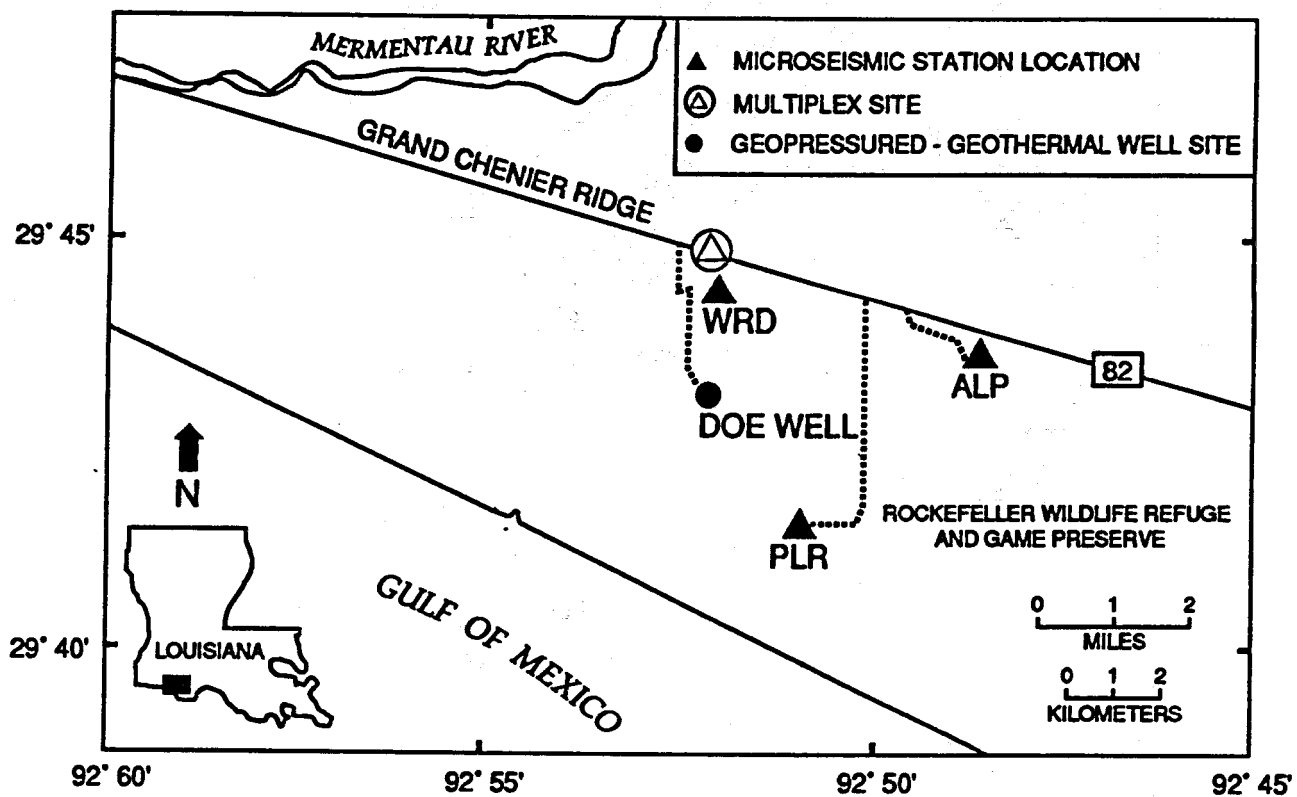 MERMENTAU RIVER
MICROSEISMIC STATION LOCATION
MULTIPLEX SITE
GEOPRESSURED - GEOTHERMAL WELL SITE
GRAND CHENIER RIDGE
29° 45'
WRD
ALP
82
DOE WELL
N
PLR
ROCKEFELLER WILDLIFE REFUGE
AND GAME PRESERVE
GULF OF MEXICO
0 1 2
MILES
29° 40'
LOUISIANA
0 1 2
KILOMETERS
92° 60'
92° 55'
92° 50'
92° 45'